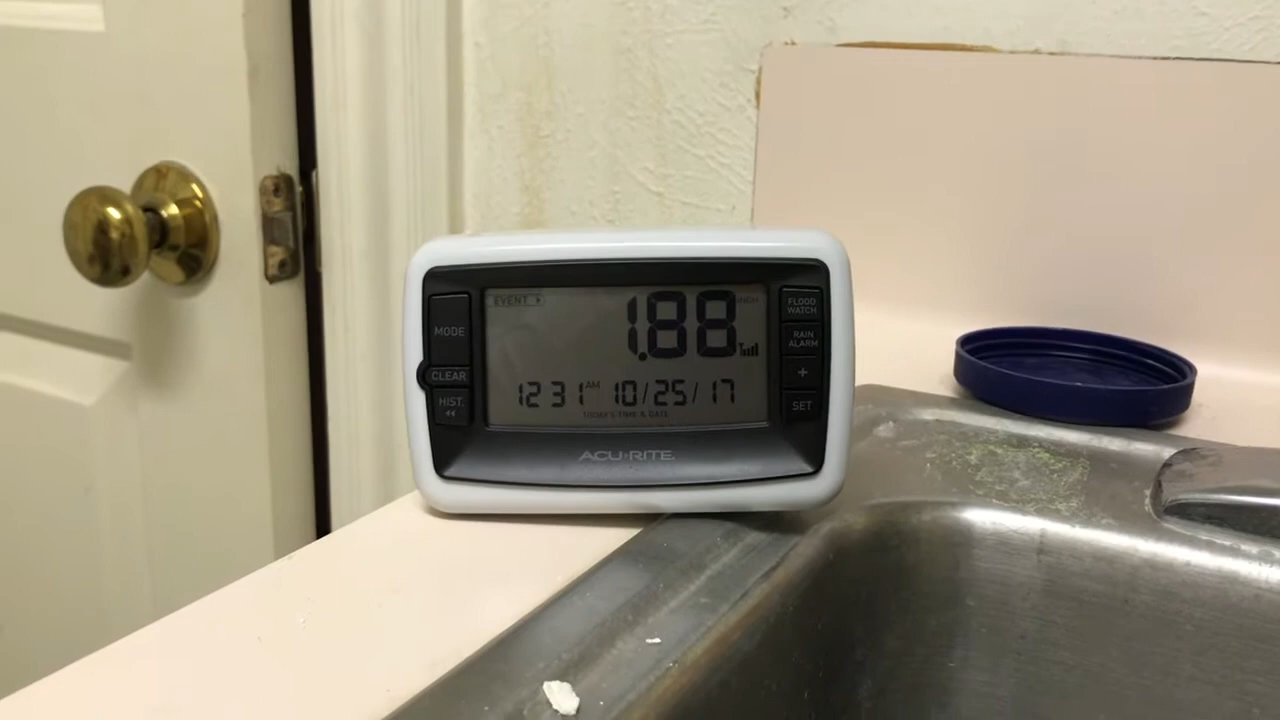 EVENT
INCH
1.88
12 31 AM 10/25/17
TODAY'S TIME & DATE
MODE
CLEAR
HIST.
FLOOD
WATCH
RAIN
ALARM
+
SET
ACU RITE